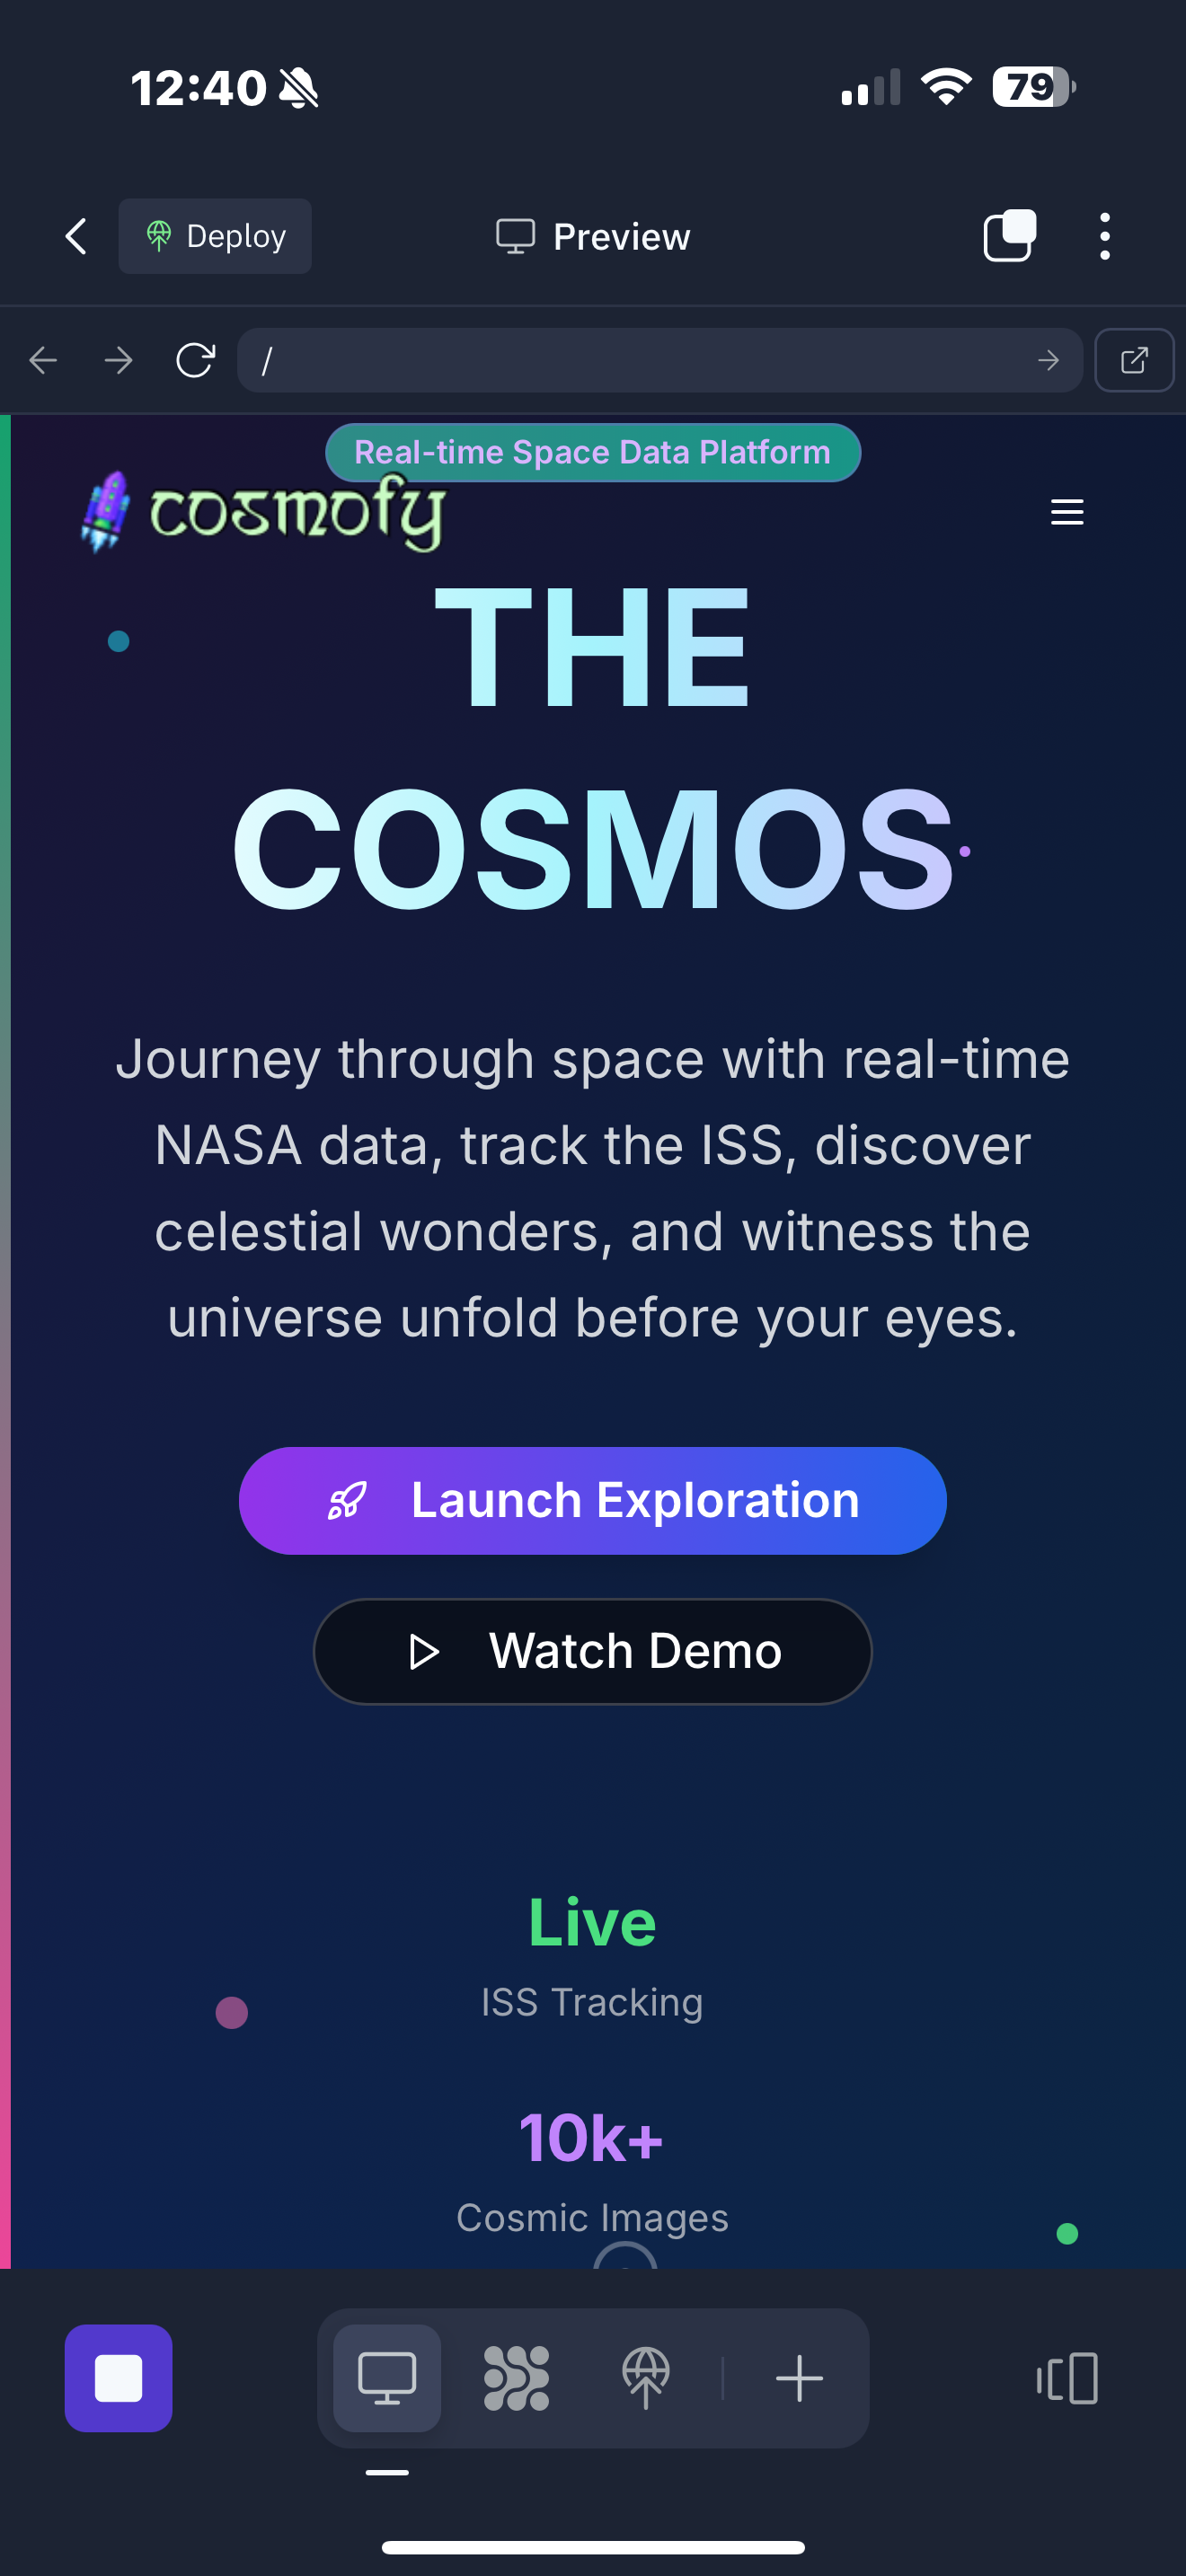 12:40
79
Deploy
Preview
/
Real-time Space Data Platform
cosmofy
THE
COSMOS
Journey through space with real-time
NASA data, track the ISS, discover
celestial wonders, and witness the
universe unfold before your eyes.
Launch Exploration
Watch Demo
Live
ISS Tracking
10k+
Cosmic Images